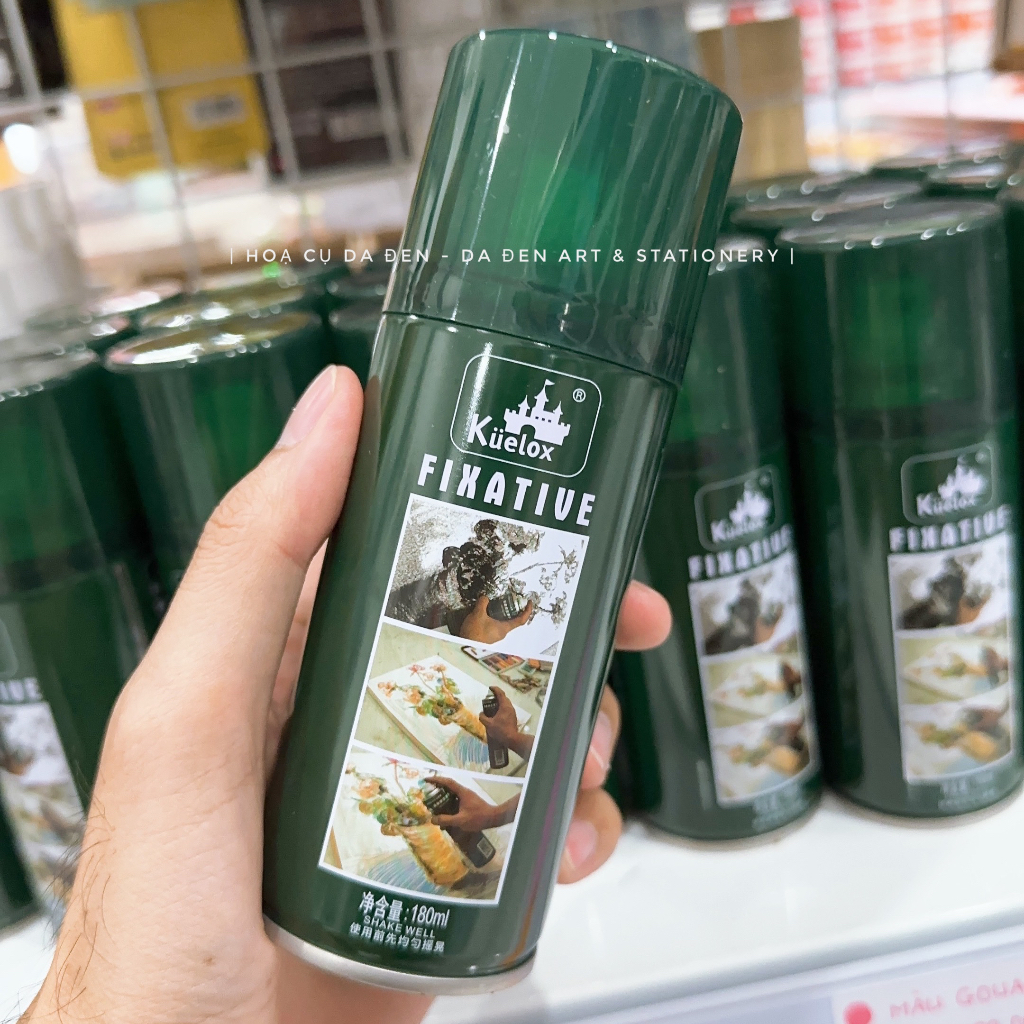 | HOẠ CỤ DA ĐEN - DA ĐEN ART & STATIONERY |
Küelox ®
FIXATIVE
净含量:180ml
SHAKE WELL
使用前先均匀摇晃
Küelox
FIXATIVE
Küelox
FIXATIVE
MÀU GOUA